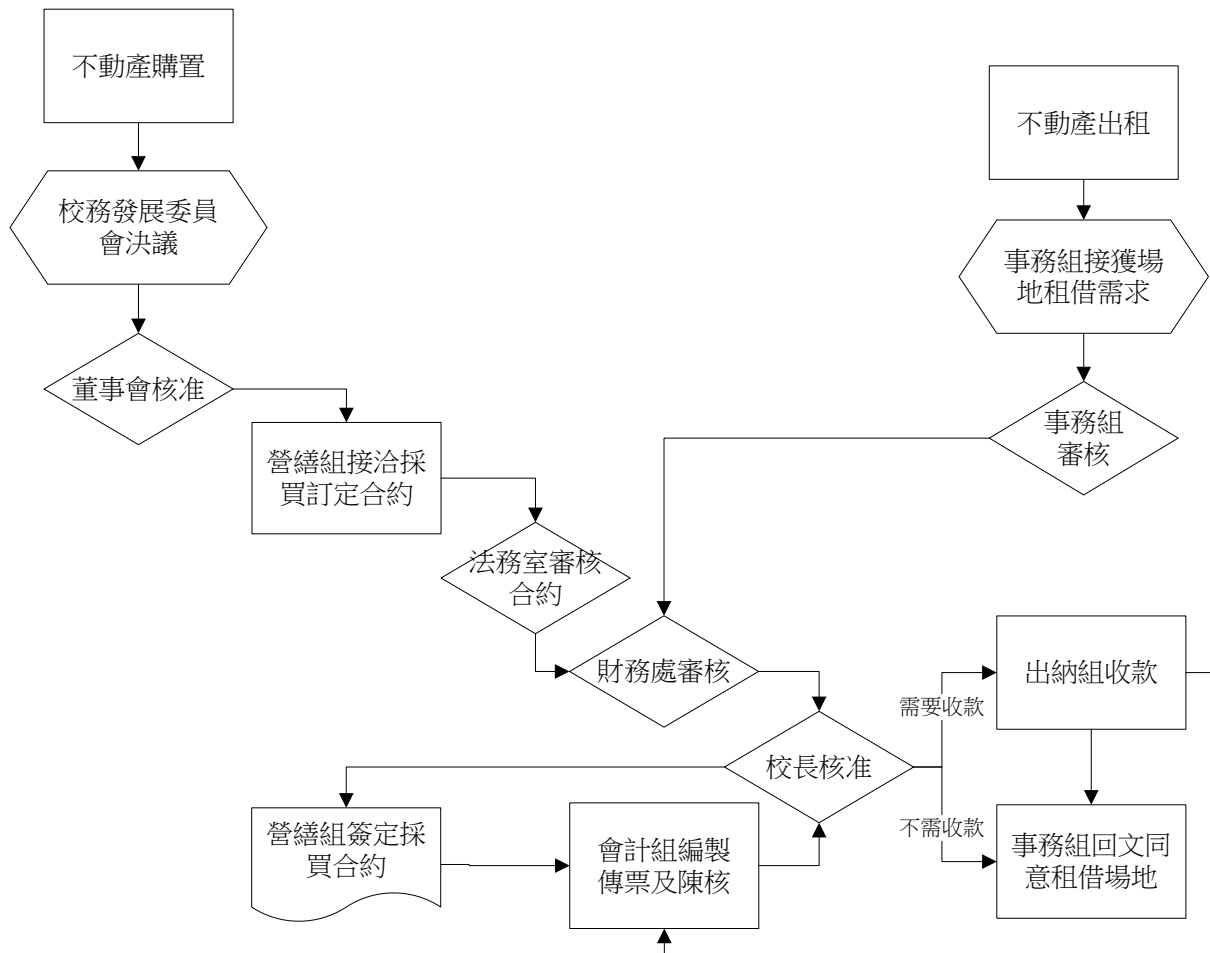 不動產購置
不動產出租
校務發展委員
會決議
事務組接獲場
地租借需求
董事會核准
事務組
審核
營繕組接洽採
買訂定合約
法務室審核
合約
財務處審核
出納組收款
需要收款
校長核准
不需收款
營繕組簽定採
買合約
會計組編製
傳票及陳核
事務組回文同
意租借場地